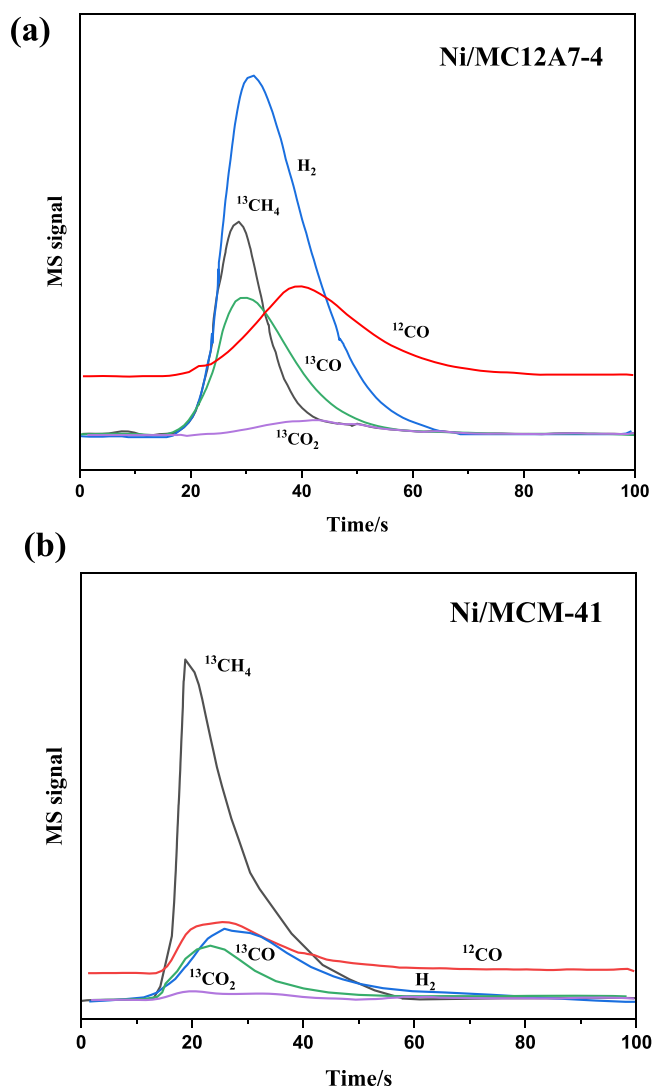 (a)
Ni/MC12A7-4
H₂
¹³CH₄
¹²CO
¹³CO
¹³CO₂
MS signal
0 20 40 60 80 100
Time/s
(b)
Ni/MCM-41
¹³CH₄
¹³CO
¹²CO
¹³CO₂
H₂
MS signal
0 20 40 60 80 100
Time/s